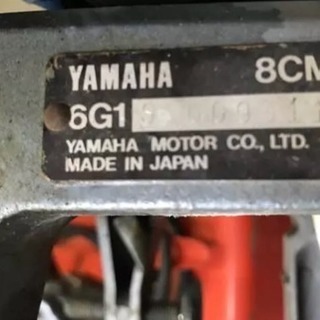 YAMAHA 8CM
6G1
YAMAHA MOTOR CO., LTD.
MADE IN JAPAN